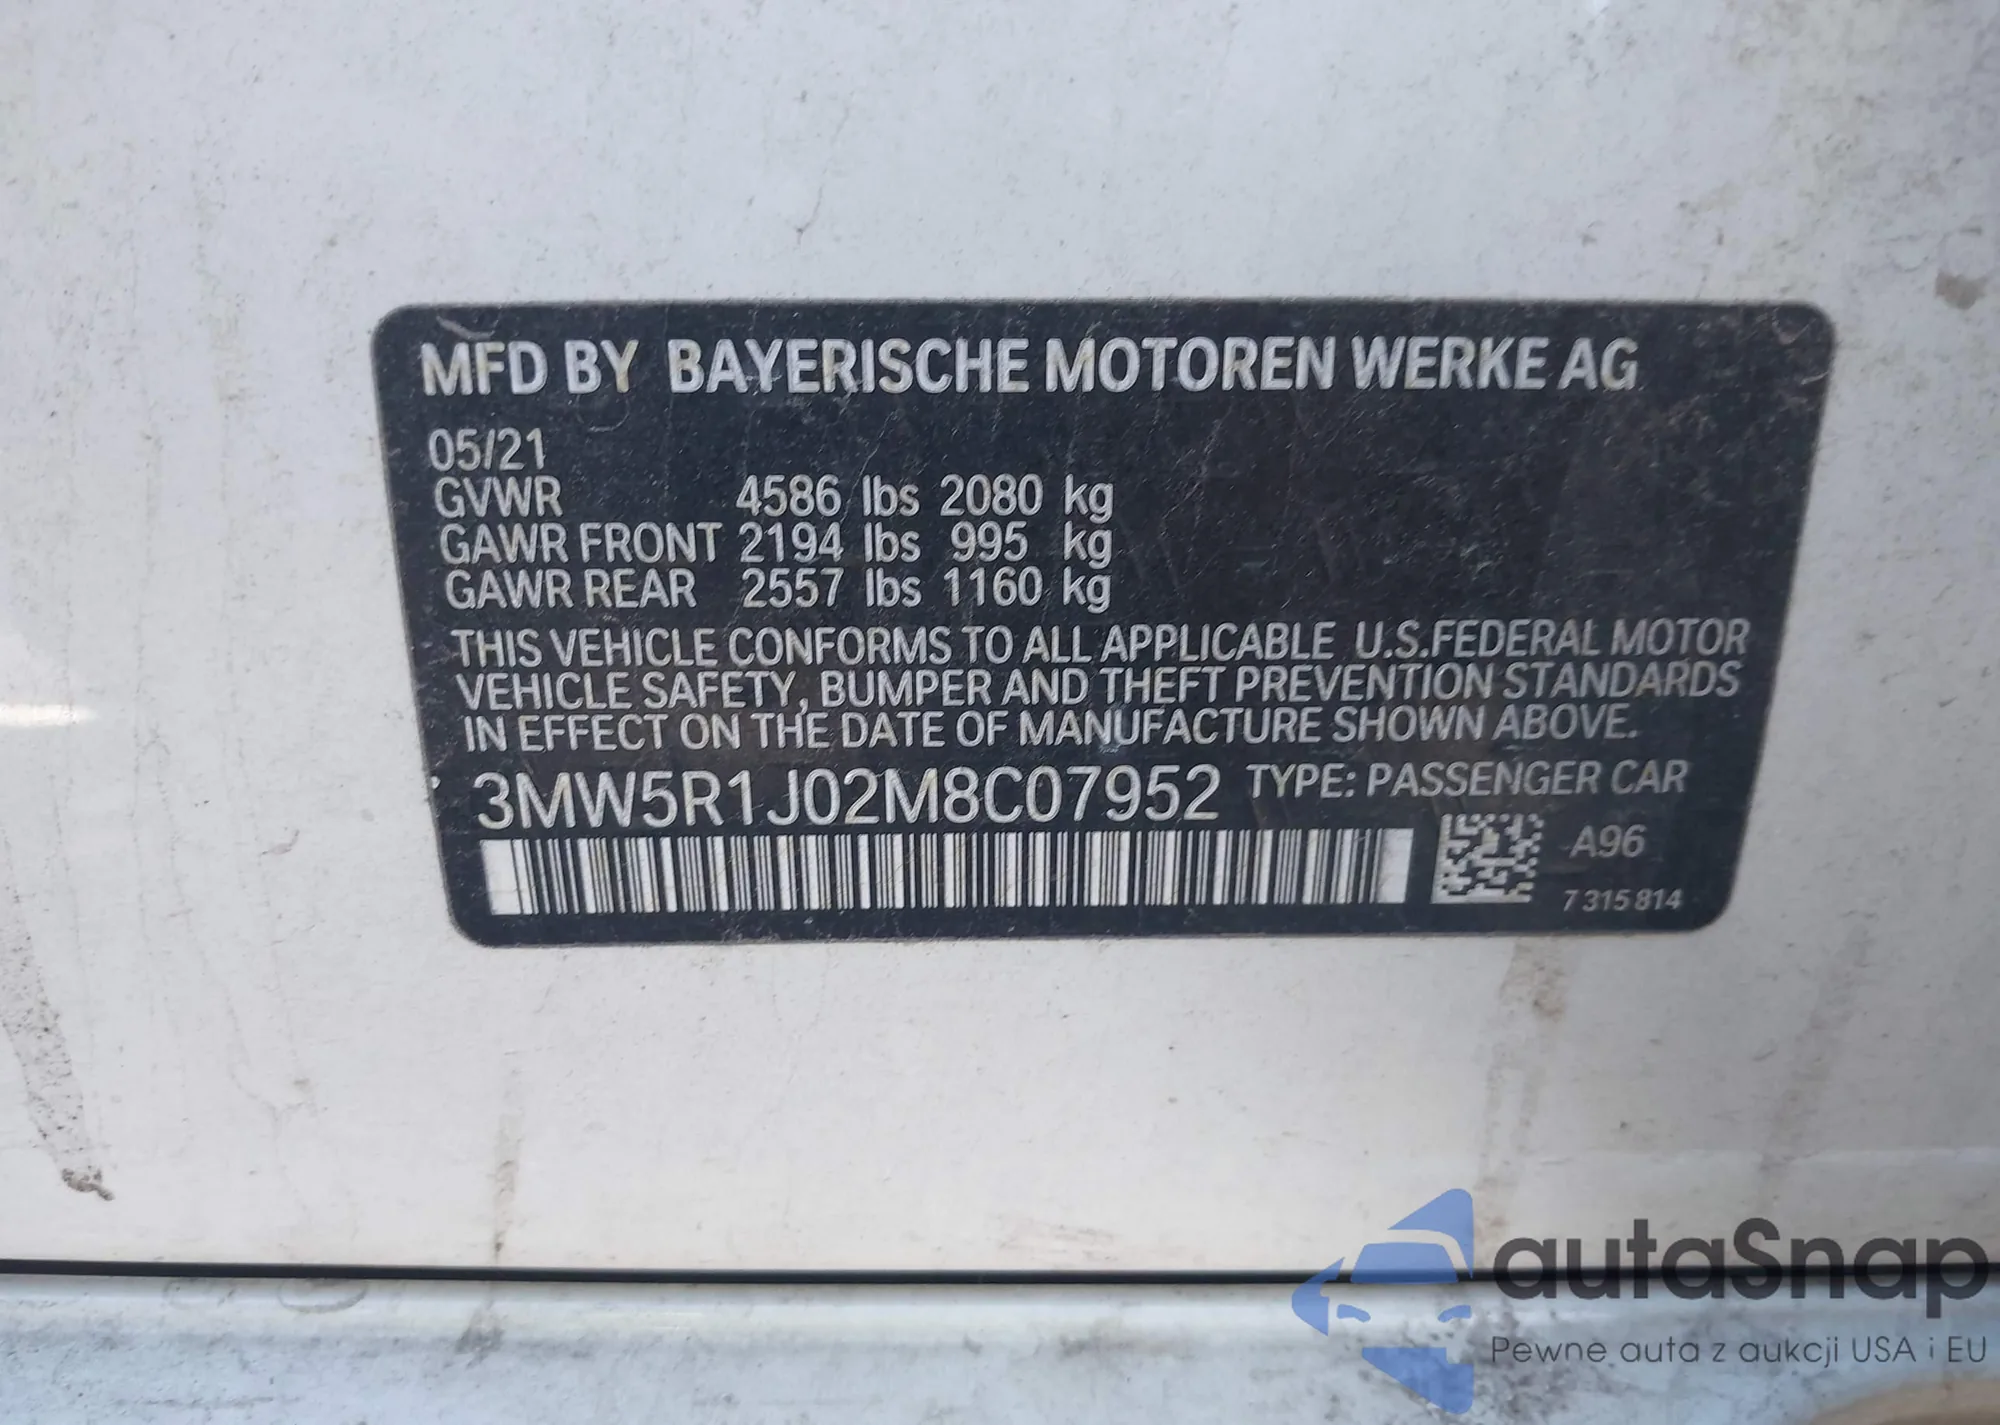 MFD BY BAYERISCHE MOTOREN WERKE AG
05/21
GVWR 4586 lbs 2080 kg
GAWR FRONT 2194 lbs 995 kg
GAWR REAR 2557 lbs 1160 kg
THIS VEHICLE CONFORMS TO ALL APPLICABLE U.S.FEDERAL MOTOR
VEHICLE SAFETY, BUMPER AND THEFT PREVENTION STANDARDS
IN EFFECT ON THE DATE OF MANUFACTURE SHOWN ABOVE.
3MW5R1J02M8C07952 TYPE: PASSENGER CAR
A96
7 315 814
autaSnap
Pewne auta z aukcji USA i EU